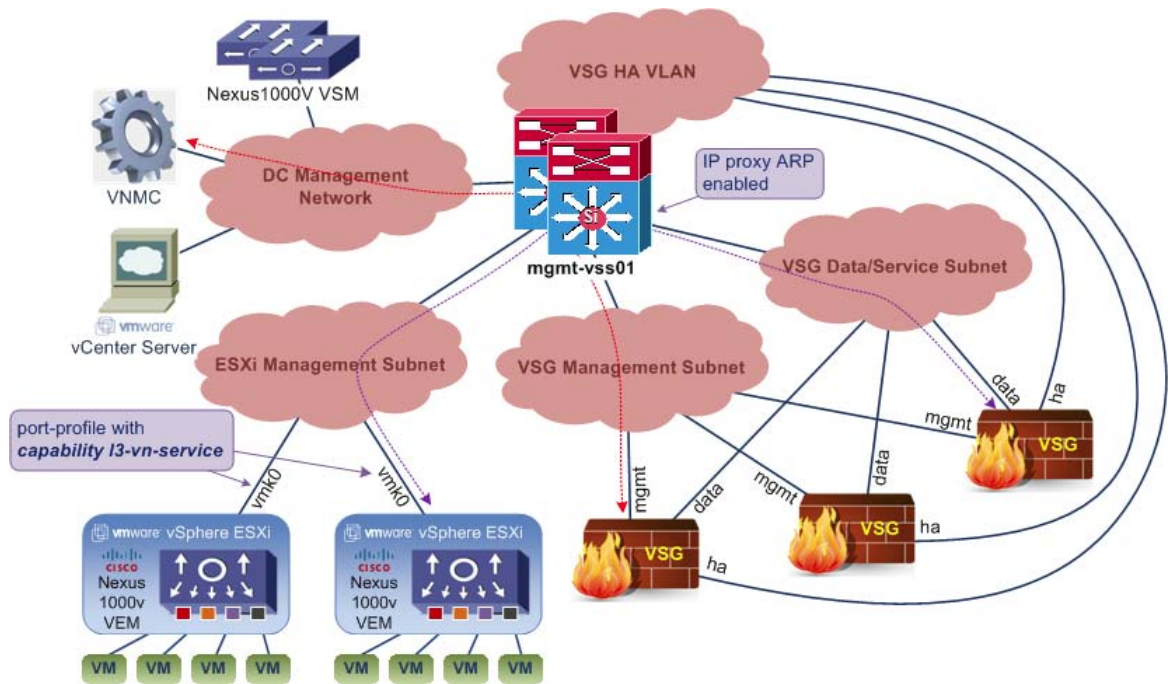 VSG HA VLAN
Nexus1000V VSM
IP proxy ARP
enabled
DC Management
Network
VNMC
Si
mgmt-vss01
VSG Data/Service Subnet
vmware
vCenter Server
ESXi Management Subnet
VSG Management Subnet
data
ha
mgmt
VSG
port-profile with
capability l3-vn-service
vmk0
vmk0
mgmt
data
mgmt
data
VSG
ha
VSG
ha
vmware vSphere ESXi
CISCO
Nexus
1000v
VEM
vmware vSphere ESXi
CISCO
Nexus
1000v
VEM
VM
VM
VM
VM
VM
VM
VM
VM